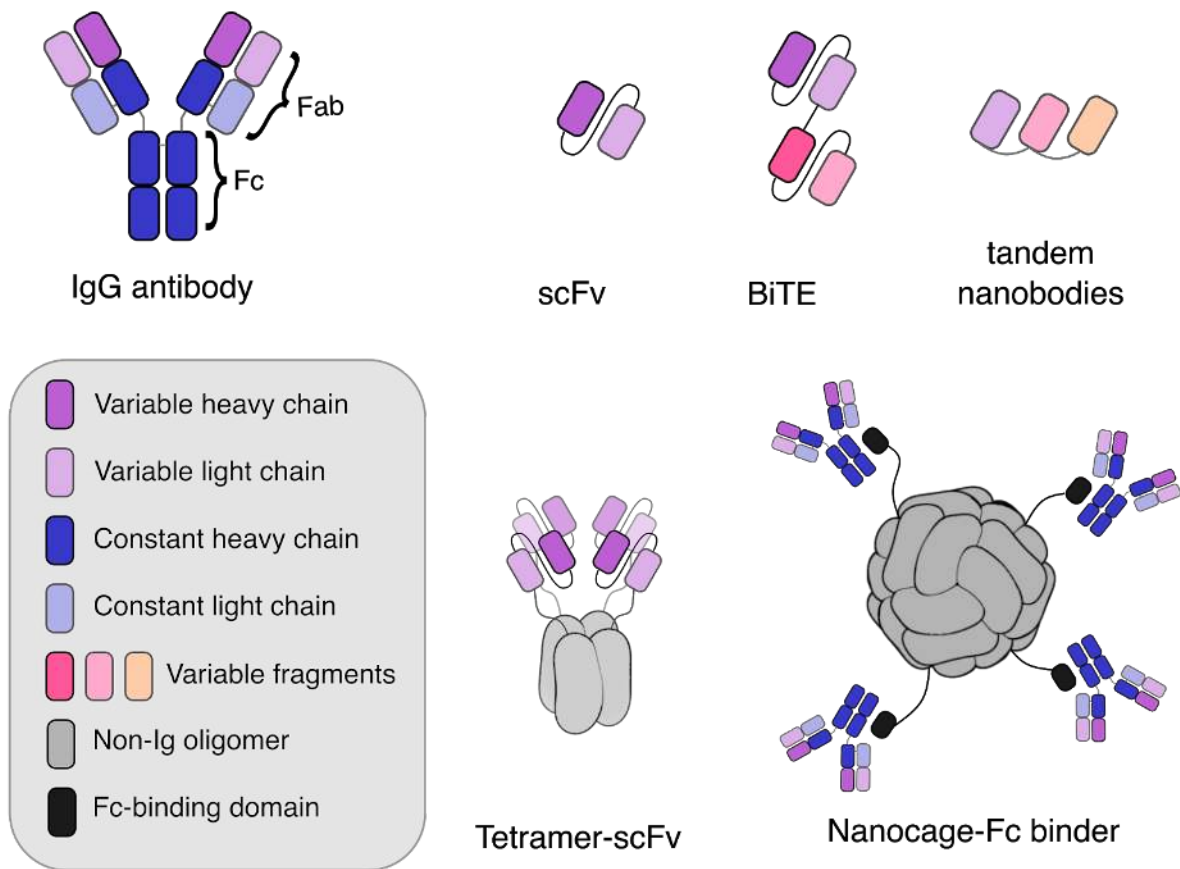 Fab
Fc
IgG antibody
scFv
BiTE
tandem
nanobodies
Variable heavy chain
Variable light chain
Constant heavy chain
Constant light chain
Variable fragments
Non-Ig oligomer
Fc-binding domain
Tetramer-scFv
Nanocage-Fc binder